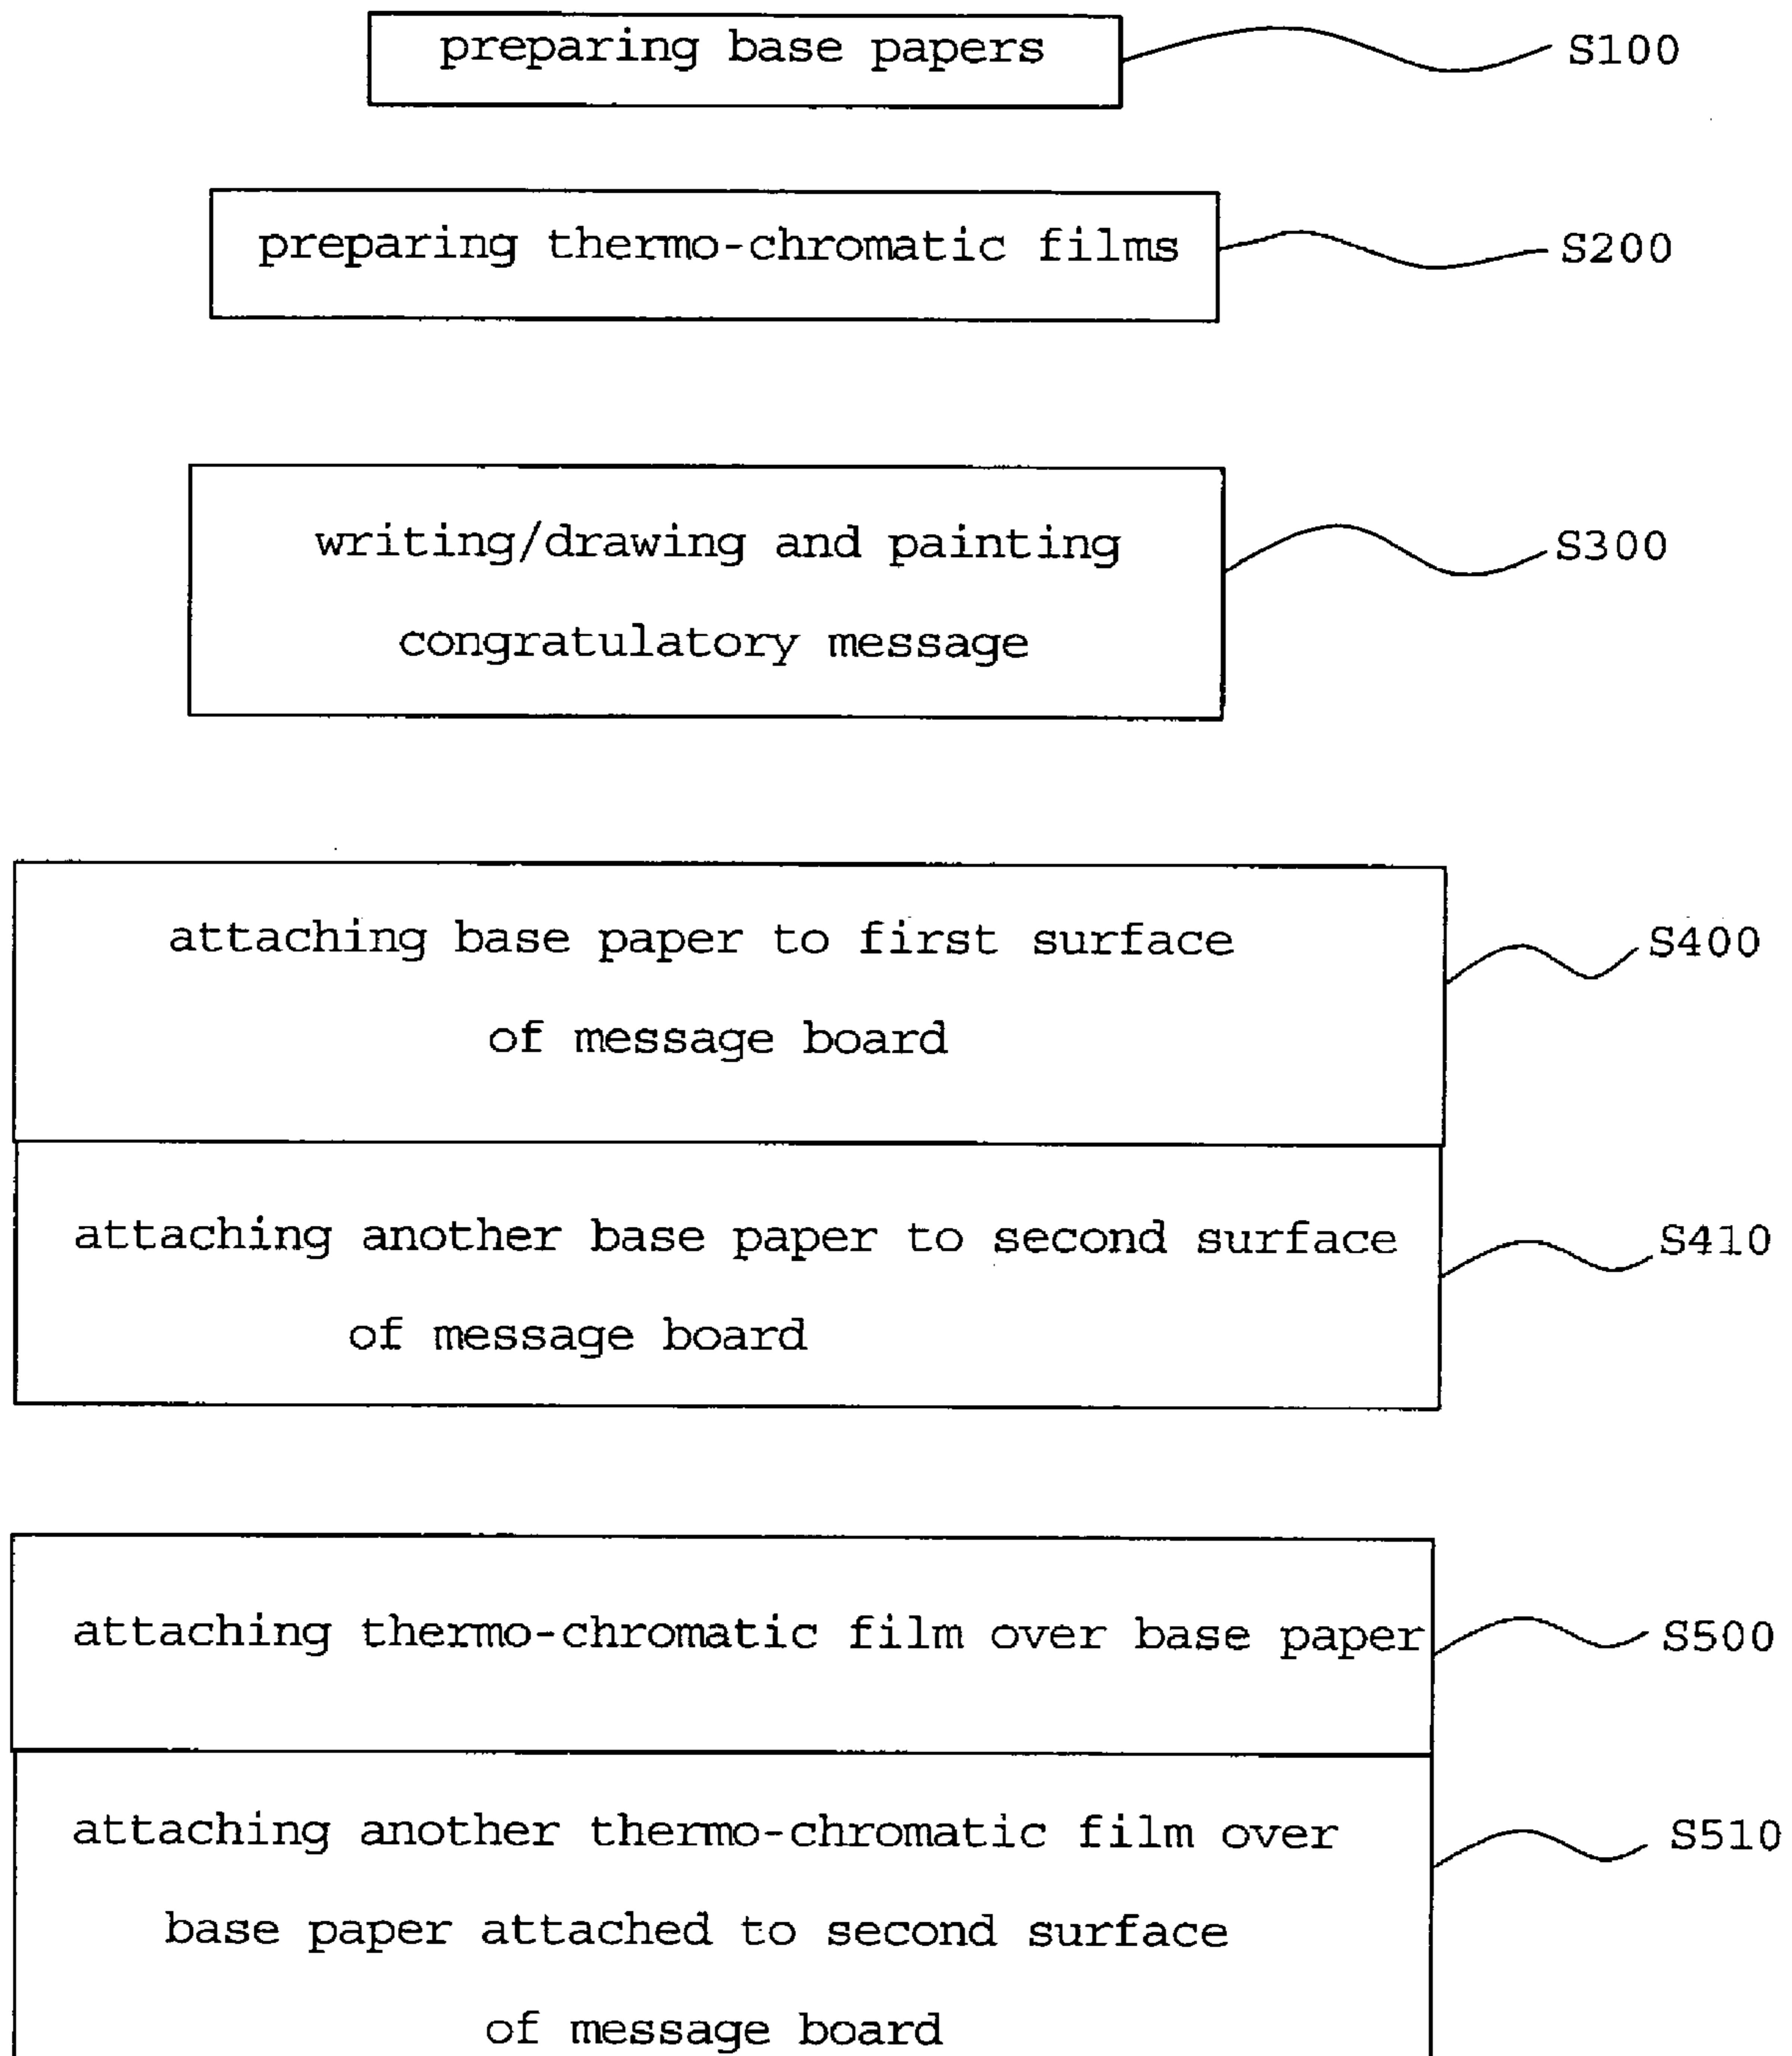 preparing base papers S100
preparing thermo-chromatic films S200
writing/drawing and painting S300
congratulatory message
attaching base paper to first surface S400
of message board
attaching another base paper to second surface S410
of message board
attaching thermo-chromatic film over base paper S500
attaching another thermo-chromatic film over S510
base paper attached to second surface
of message board